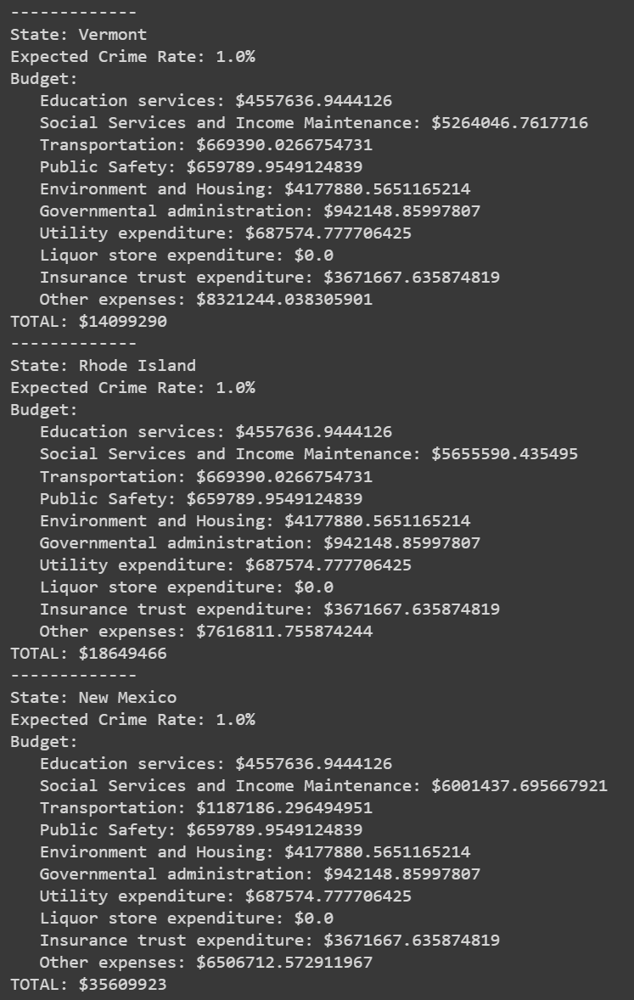 -------------
State: Vermont
Expected Crime Rate: 1.0%
Budget:
   Education services: $4557636.9444126
   Social Services and Income Maintenance: $5264046.7617716
   Transportation: $669390.0266754731
   Public Safety: $659789.9549124839
   Environment and Housing: $4177880.5651165214
   Governmental administration: $942148.85997807
   Utility expenditure: $687574.777706425
   Liquor store expenditure: $0.0
   Insurance trust expenditure: $3671667.635874819
   Other expenses: $8321244.038305901
TOTAL: $14099290
-------------
State: Rhode Island
Expected Crime Rate: 1.0%
Budget:
   Education services: $4557636.9444126
   Social Services and Income Maintenance: $5655590.435495
   Transportation: $669390.0266754731
   Public Safety: $659789.9549124839
   Environment and Housing: $4177880.5651165214
   Governmental administration: $942148.85997807
   Utility expenditure: $687574.777706425
   Liquor store expenditure: $0.0
   Insurance trust expenditure: $3671667.635874819
   Other expenses: $7616811.755874244
TOTAL: $18649466
-------------
State: New Mexico
Expected Crime Rate: 1.0%
Budget:
   Education services: $4557636.9444126
   Social Services and Income Maintenance: $6001437.695667921
   Transportation: $1187186.296494951
   Public Safety: $659789.9549124839
   Environment and Housing: $4177880.5651165214
   Governmental administration: $942148.85997807
   Utility expenditure: $687574.777706425
   Liquor store expenditure: $0.0
   Insurance trust expenditure: $3671667.635874819
   Other expenses: $6506712.572911967
TOTAL: $35609923